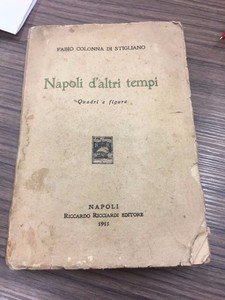 FABIO COLONNA DI STIGLIANO
Napoli d'altri tempi
Quadri e figure
NAPOLI
RICCARDO RICCIARDI EDITORE
1911